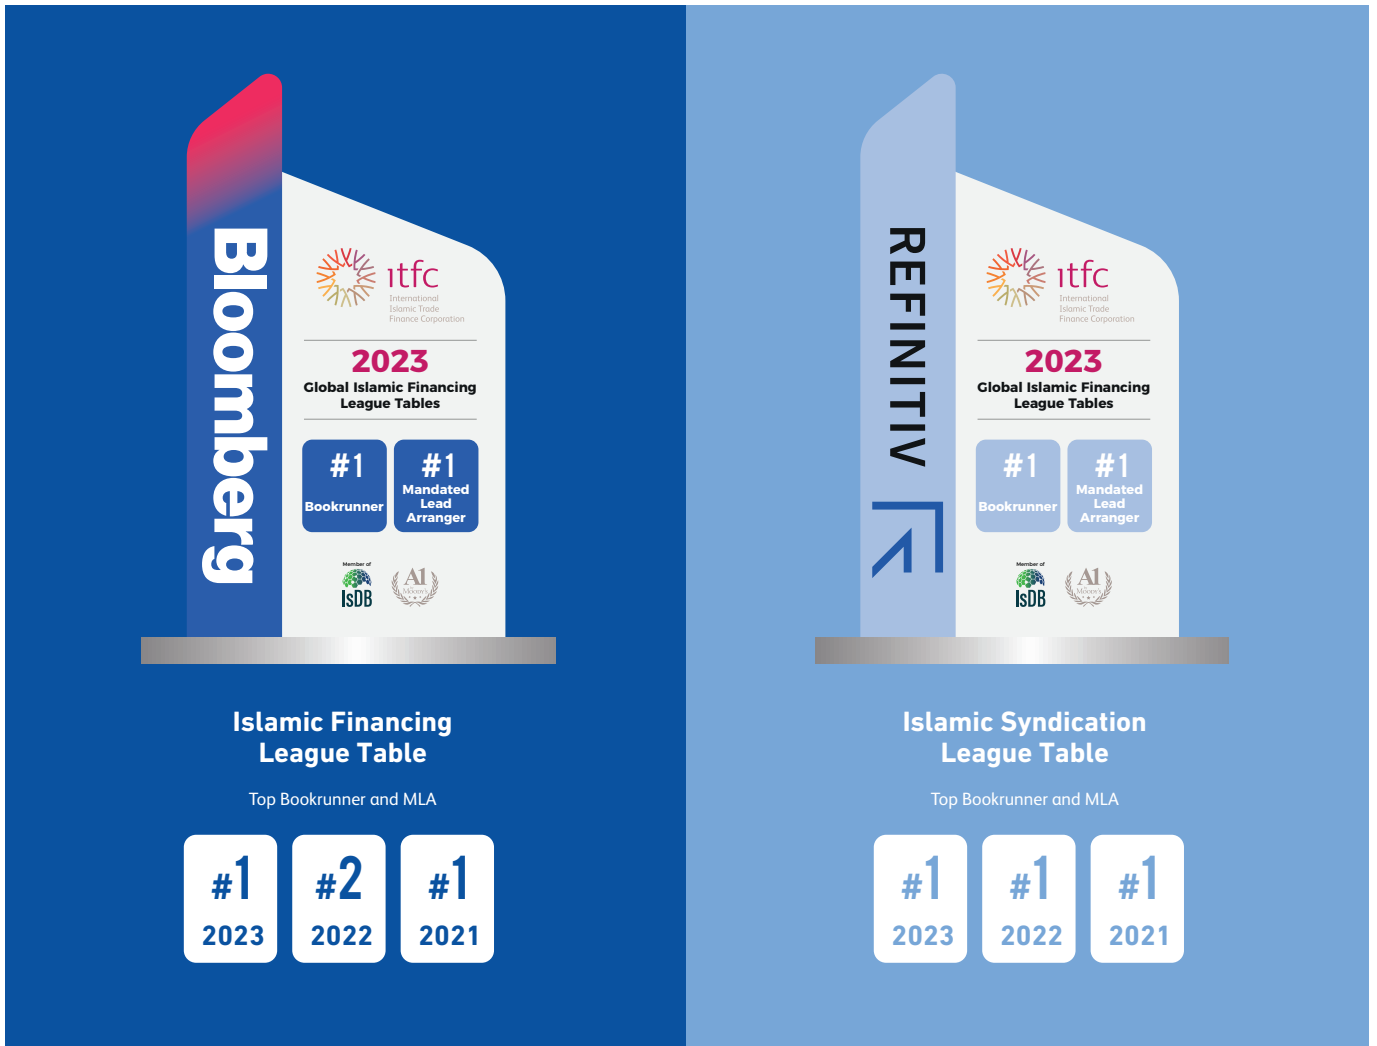 Bloomberg
itfc
International
Islamic Trade
Finance Corporation
2023
Global Islamic Financing
League Tables
#1
Bookrunner
#1
Mandated
Lead
Arranger
Member of
IsDB
A1
Moody's
Islamic Financing
League Table
Top Bookrunner and MLA
#1
2023
#2
2022
#1
2021
REFINITIV
itfc
International
Islamic Trade
Finance Corporation
2023
Global Islamic Financing
League Tables
#1
Bookrunner
#1
Mandated
Lead
Arranger
Member of
IsDB
A1
Moody's
Islamic Syndication
League Table
Top Bookrunner and MLA
#1
2023
#1
2022
#1
2021